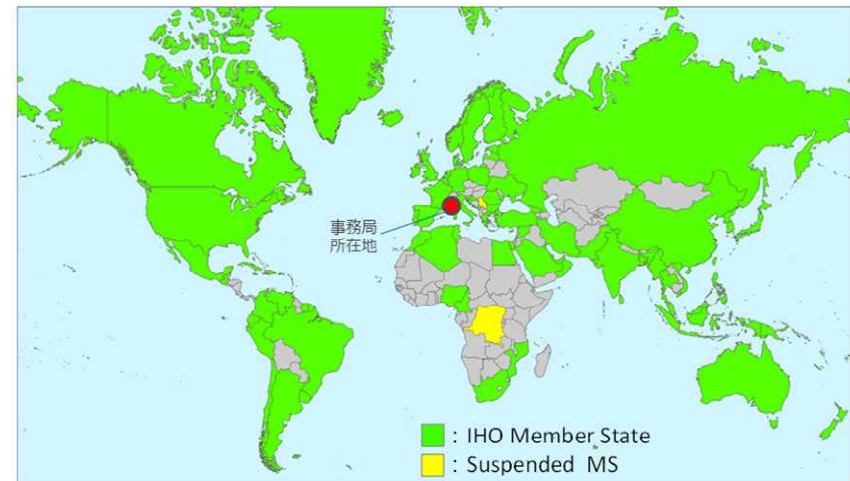 事務局
所在地
: IHO Member State
: Suspended MS